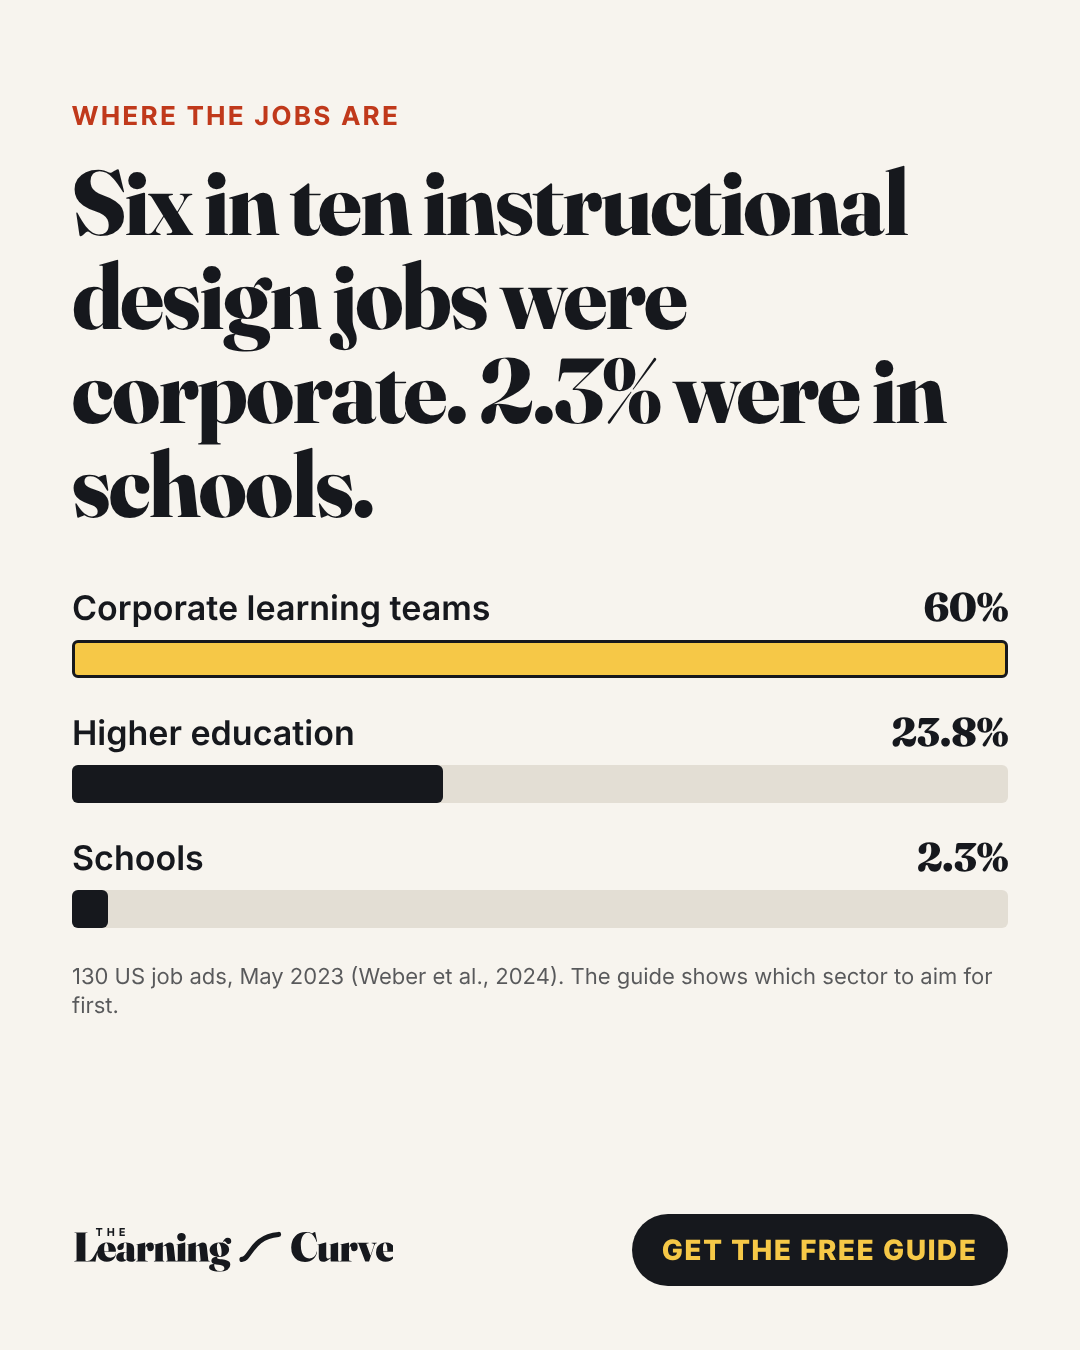 WHERE THE JOBS ARE
Six in ten instructional
design jobs were
corporate. 2.3% were in
schools.
Corporate learning teams 60%
Higher education 23.8%
Schools 2.3%
130 US job ads, May 2023 (Weber et al., 2024). The guide shows which sector to aim for
first.
THE
Learning Curve
GET THE FREE GUIDE